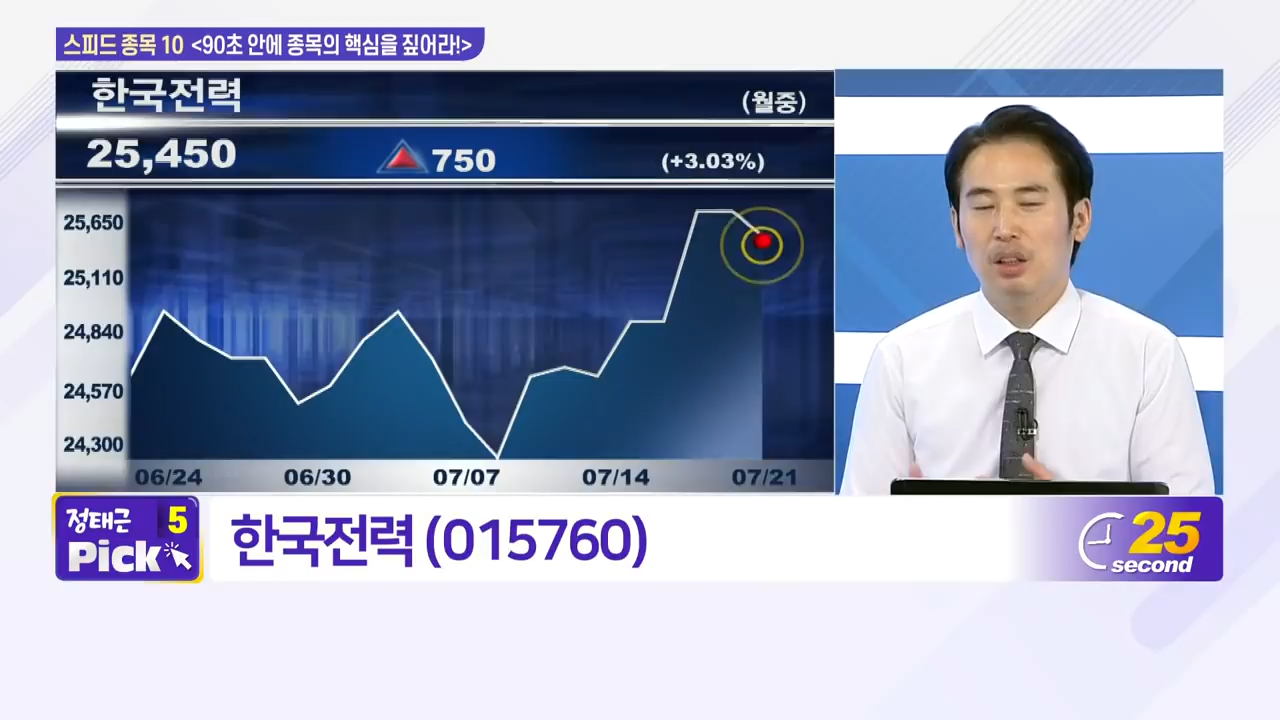 스피드 종목 10 <90초 안에 종목의 핵심을 짚어라!>
한국전력
(월중)
25,450 750 (+3.03%)
25,650
25,110
24,840
24,570
24,300
06/24 06/30 07/07 07/14 07/21
정태근 5
Pick
한국전력 (015760)
25
second